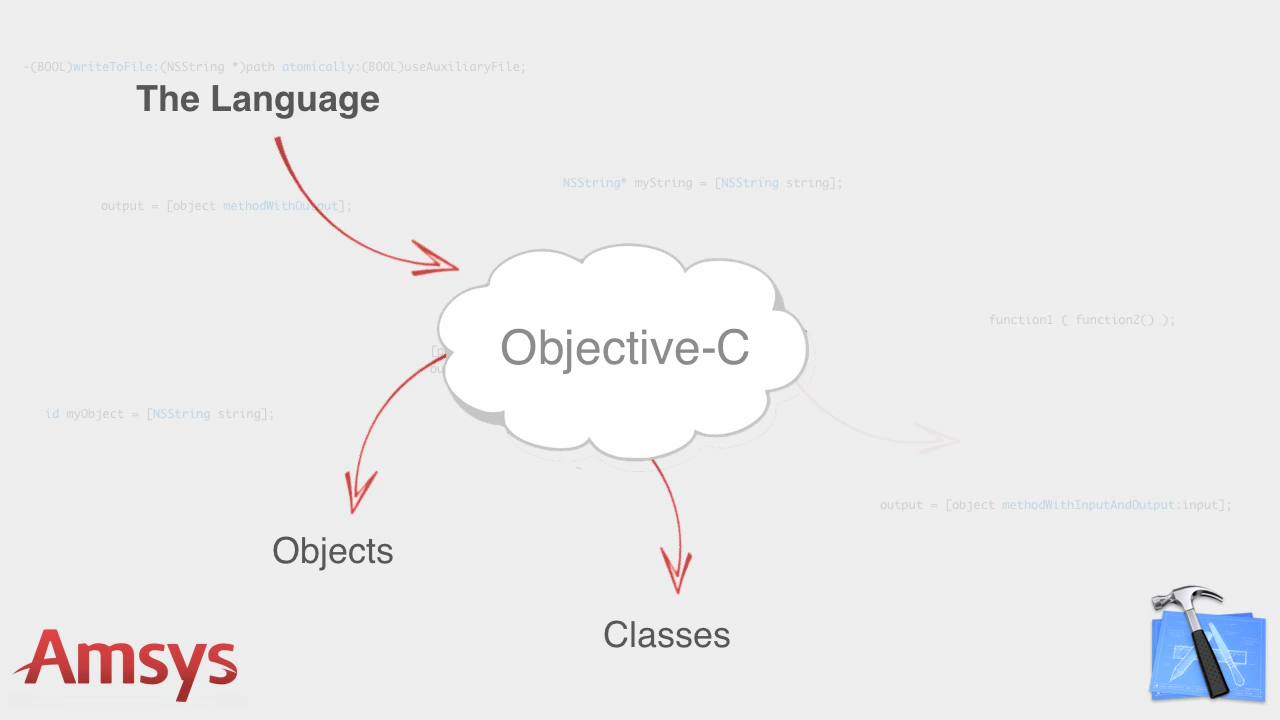 -(BOOL)writeToFile:(NSString *)path atomically:(BOOL)useAuxiliaryFile;
The Language
NSString* myString = [NSString string];
output = [object methodWithOutput];
function1 ( function2() );
Objective-C
id myObject = [NSString string];
output = [object methodWithInputAndOutput:input];
Objects
Classes
Amsys